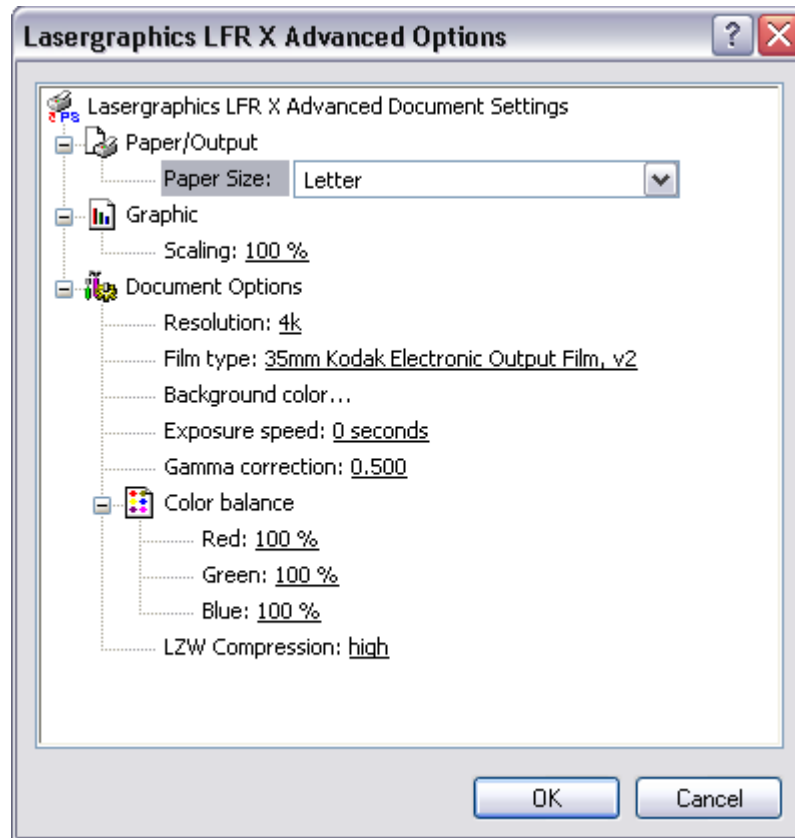 Lasergraphics LFR X Advanced Options
Lasergraphics LFR X Advanced Document Settings
Paper/Output
Paper Size: Letter
Graphic
Scaling: 100 %
Document Options
Resolution: 4k
Film type: 35mm Kodak Electronic Output Film, v2
Background color...
Exposure speed: 0 seconds
Gamma correction: 0.500
Color balance
Red: 100 %
Green: 100 %
Blue: 100 %
LZW Compression: high
OK Cancel